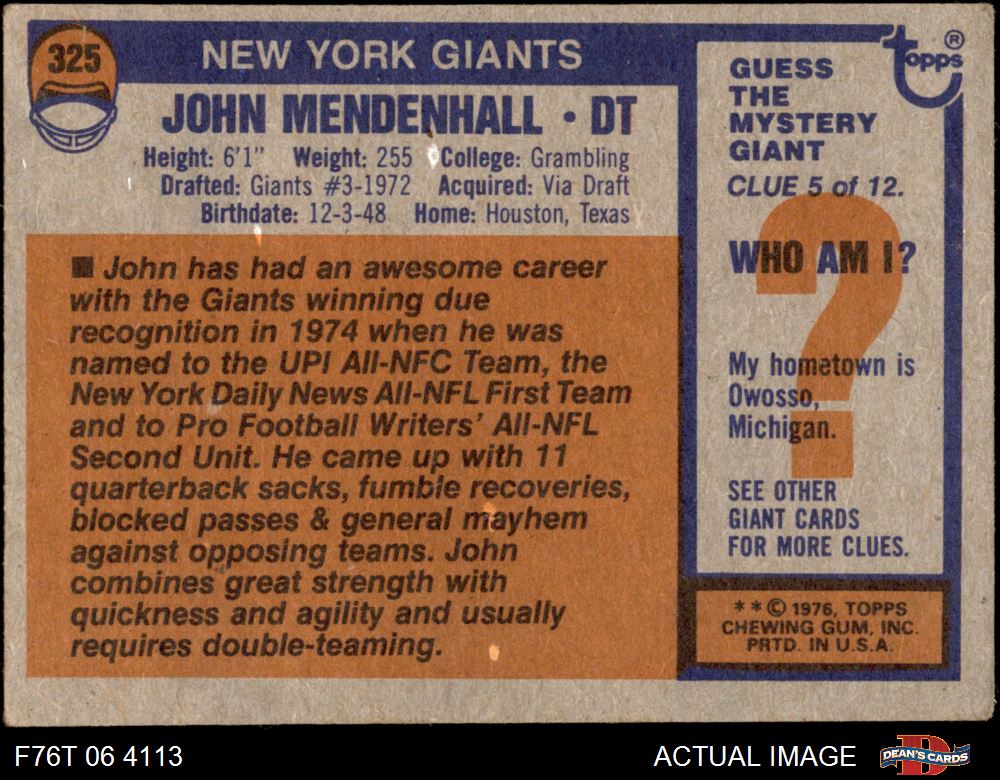 325
NEW YORK GIANTS
JOHN MENDENHALL • DT
Height: 6'1" Weight: 255 College: Grambling
Drafted: Giants #3-1972 Acquired: Via Draft
Birthdate: 12-3-48 Home: Houston, Texas
■ John has had an awesome career
with the Giants winning due
recognition in 1974 when he was
named to the UPI All-NFC Team, the
New York Daily News All-NFL First Team
and to Pro Football Writers' All-NFL
Second Unit. He came up with 11
quarterback sacks, fumble recoveries,
blocked passes & general mayhem
against opposing teams. John
combines great strength with
quickness and agility and usually
requires double-teaming.
topps ®
GUESS
THE
MYSTERY
GIANT
CLUE 5 of 12.
WHO AM I?
?
My hometown is
Owosso,
Michigan.
SEE OTHER
GIANT CARDS
FOR MORE CLUES.
* * © 1976, TOPPS
CHEWING GUM, INC.
PRTD. IN U.S.A.
F76T 06 4113
ACTUAL IMAGE
D
DEAN'S CARDS